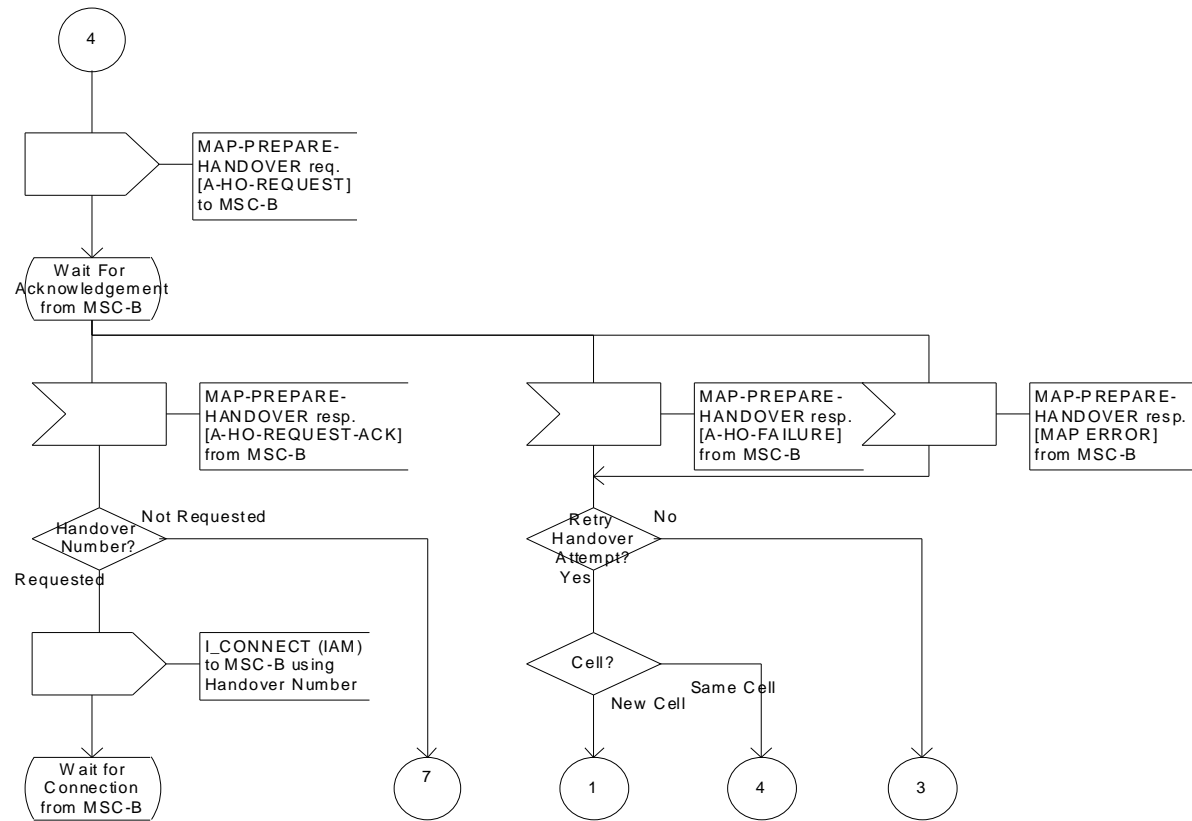 4
MAP-PREPARE-
HANDOVER req.
[A-HO-REQUEST]
to MSC-B
Wait For
Acknowledgement
from MSC-B
MAP-PREPARE-
HANDOVER resp.
[A-HO-REQUEST-ACK]
from MSC-B
MAP-PREPARE-
HANDOVER resp.
[A-HO-FAILURE]
from MSC-B
MAP-PREPARE-
HANDOVER resp.
[MAP ERROR]
from MSC-B
Handover
Number?
Not Requested
Requested
Retry
Handover
Attempt?
No
Yes
I_CONNECT (IAM)
to MSC-B using
Handover Number
Cell?
Same Cell
New Cell
Wait for
Connection
from MSC-B
7
1
4
3